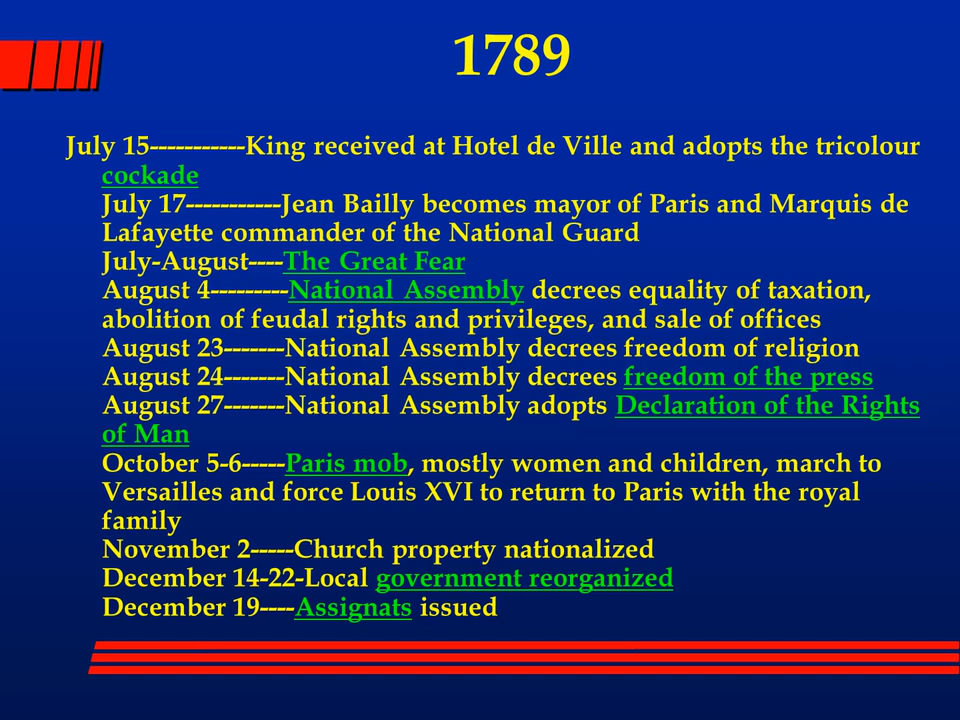 1789
July 15-----------King received at Hotel de Ville and adopts the tricolour
cockade
July 17-----------Jean Bailly becomes mayor of Paris and Marquis de
Lafayette commander of the National Guard
July-August----The Great Fear
August 4---------National Assembly decrees equality of taxation,
abolition of feudal rights and privileges, and sale of offices
August 23-------National Assembly decrees freedom of religion
August 24-------National Assembly decrees freedom of the press
August 27-------National Assembly adopts Declaration of the Rights
of Man
October 5-6-----Paris mob, mostly women and children, march to
Versailles and force Louis XVI to return to Paris with the royal
family
November 2-----Church property nationalized
December 14-22-Local government reorganized
December 19----Assignats issued